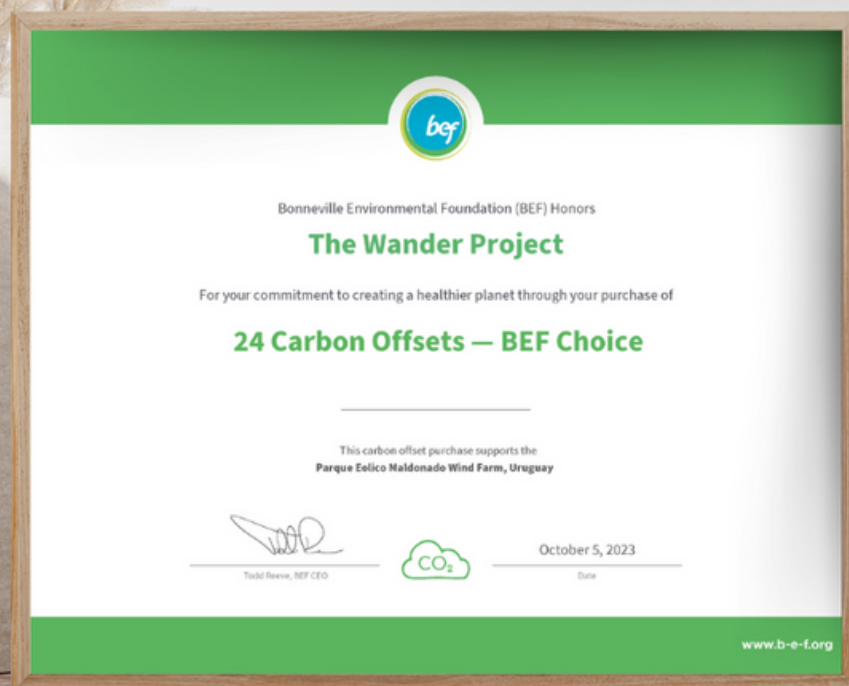 bef
Bonneville Environmental Foundation (BEF) Honors
The Wander Project
For your commitment to creating a healthier planet through your purchase of
24 Carbon Offsets — BEF Choice
This carbon offset purchase supports the
Parque Eolico Maldonado Wind Farm, Uruguay
October 5, 2023
CO₂
Todd Reeve, BEF CEO
Date
www.b-e-f.org